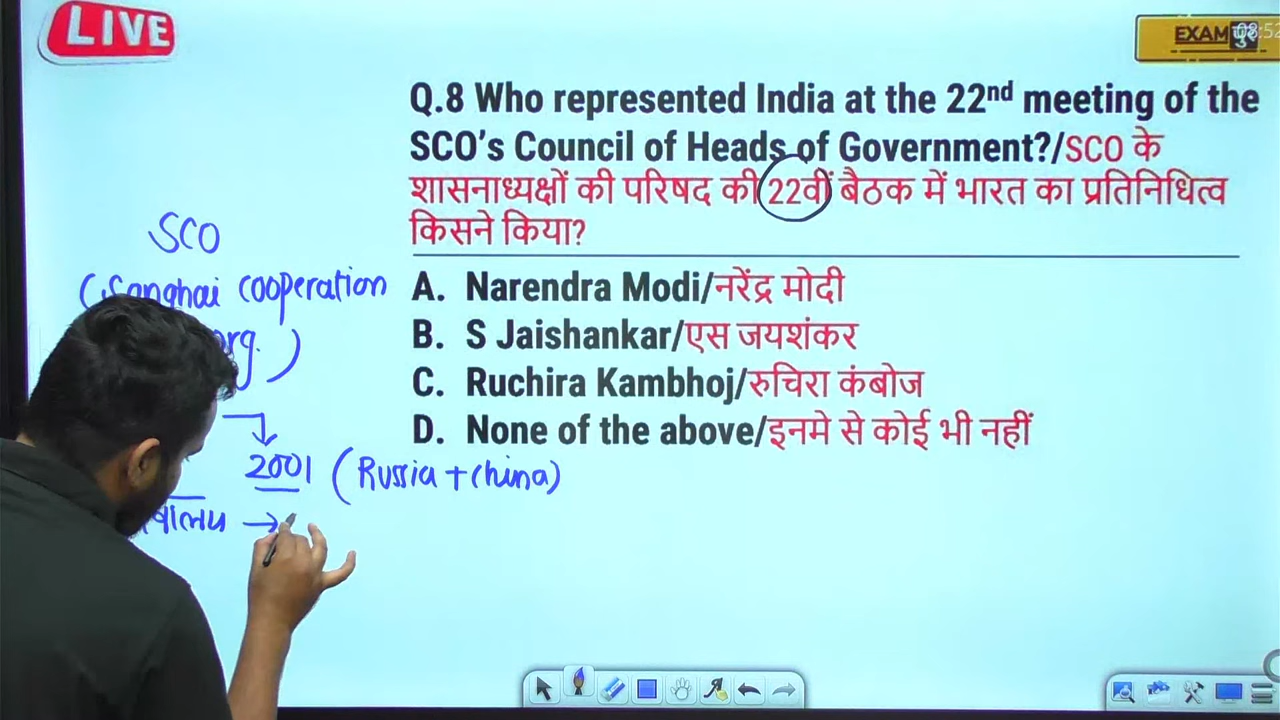 LIVE
EXAM पुर
08:52
Q.8 Who represented India at the 22nd meeting of the
SCO's Council of Heads of Government?/SCO के
शासनाध्यक्षों की परिषद की 22वीं बैठक में भारत का प्रतिनिधित्व
किसने किया?
A. Narendra Modi/नरेंद्र मोदी
B. S Jaishankar/एस जयशंकर
C. Ruchira Kambhoj/रुचिरा कंबोज
D. None of the above/इनमे से कोई भी नहीं
SCO
(Sanghai cooperation
org.)
2001 (Russia + China)